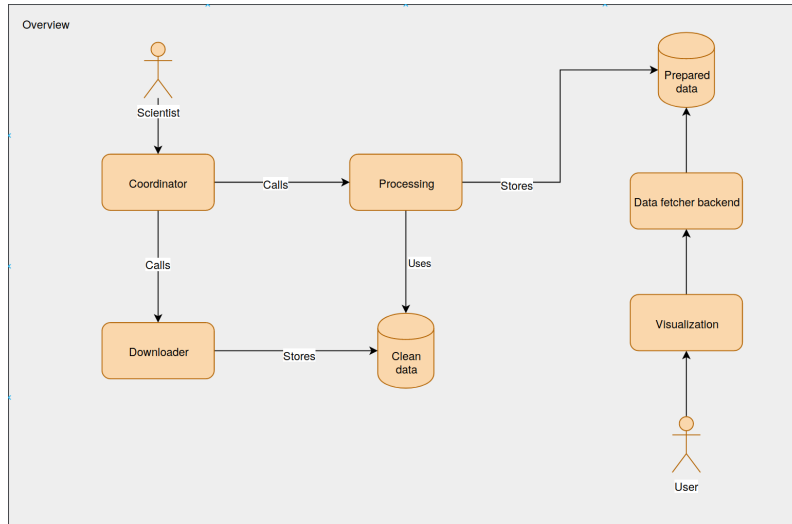 Overview
Scientist
Coordinator
Calls
Processing
Stores
Prepared
data
Data fetcher backend
Calls
Uses
Visualization
Downloader
Stores
Clean
data
User